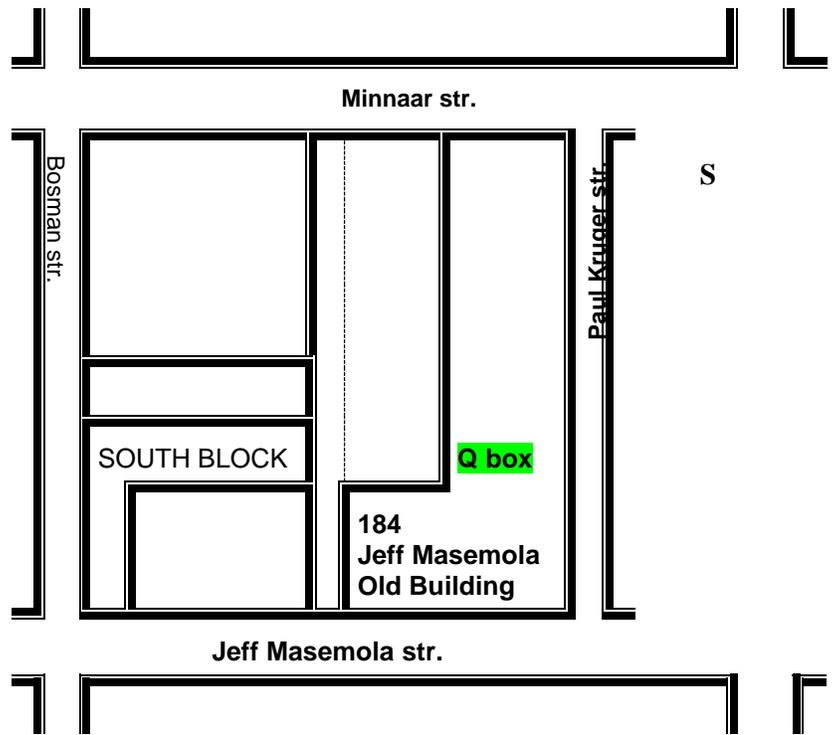 Minnaar str.
Bosman str.
S
Paul Kruger str.
SOUTH BLOCK
Q box
184
Jeff Masemola
Old Building
Jeff Masemola str.